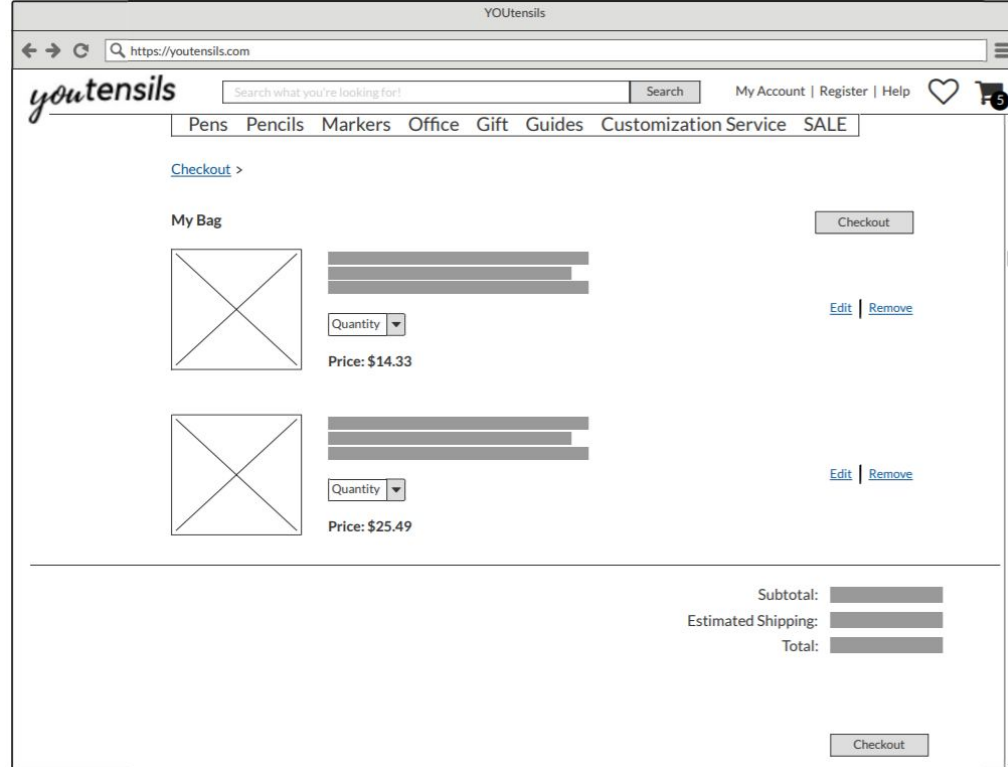 YOUtensils
https://youtensils.com
youtensils
Search what you're looking for!
Search
My Account | Register | Help
5
Pens Pencils Markers Office Gift Guides Customization Service SALE
Checkout >
My Bag
Checkout
Quantity
Price: $14.33
Edit | Remove
Quantity
Price: $25.49
Edit | Remove
Subtotal:
Estimated Shipping:
Total:
Checkout